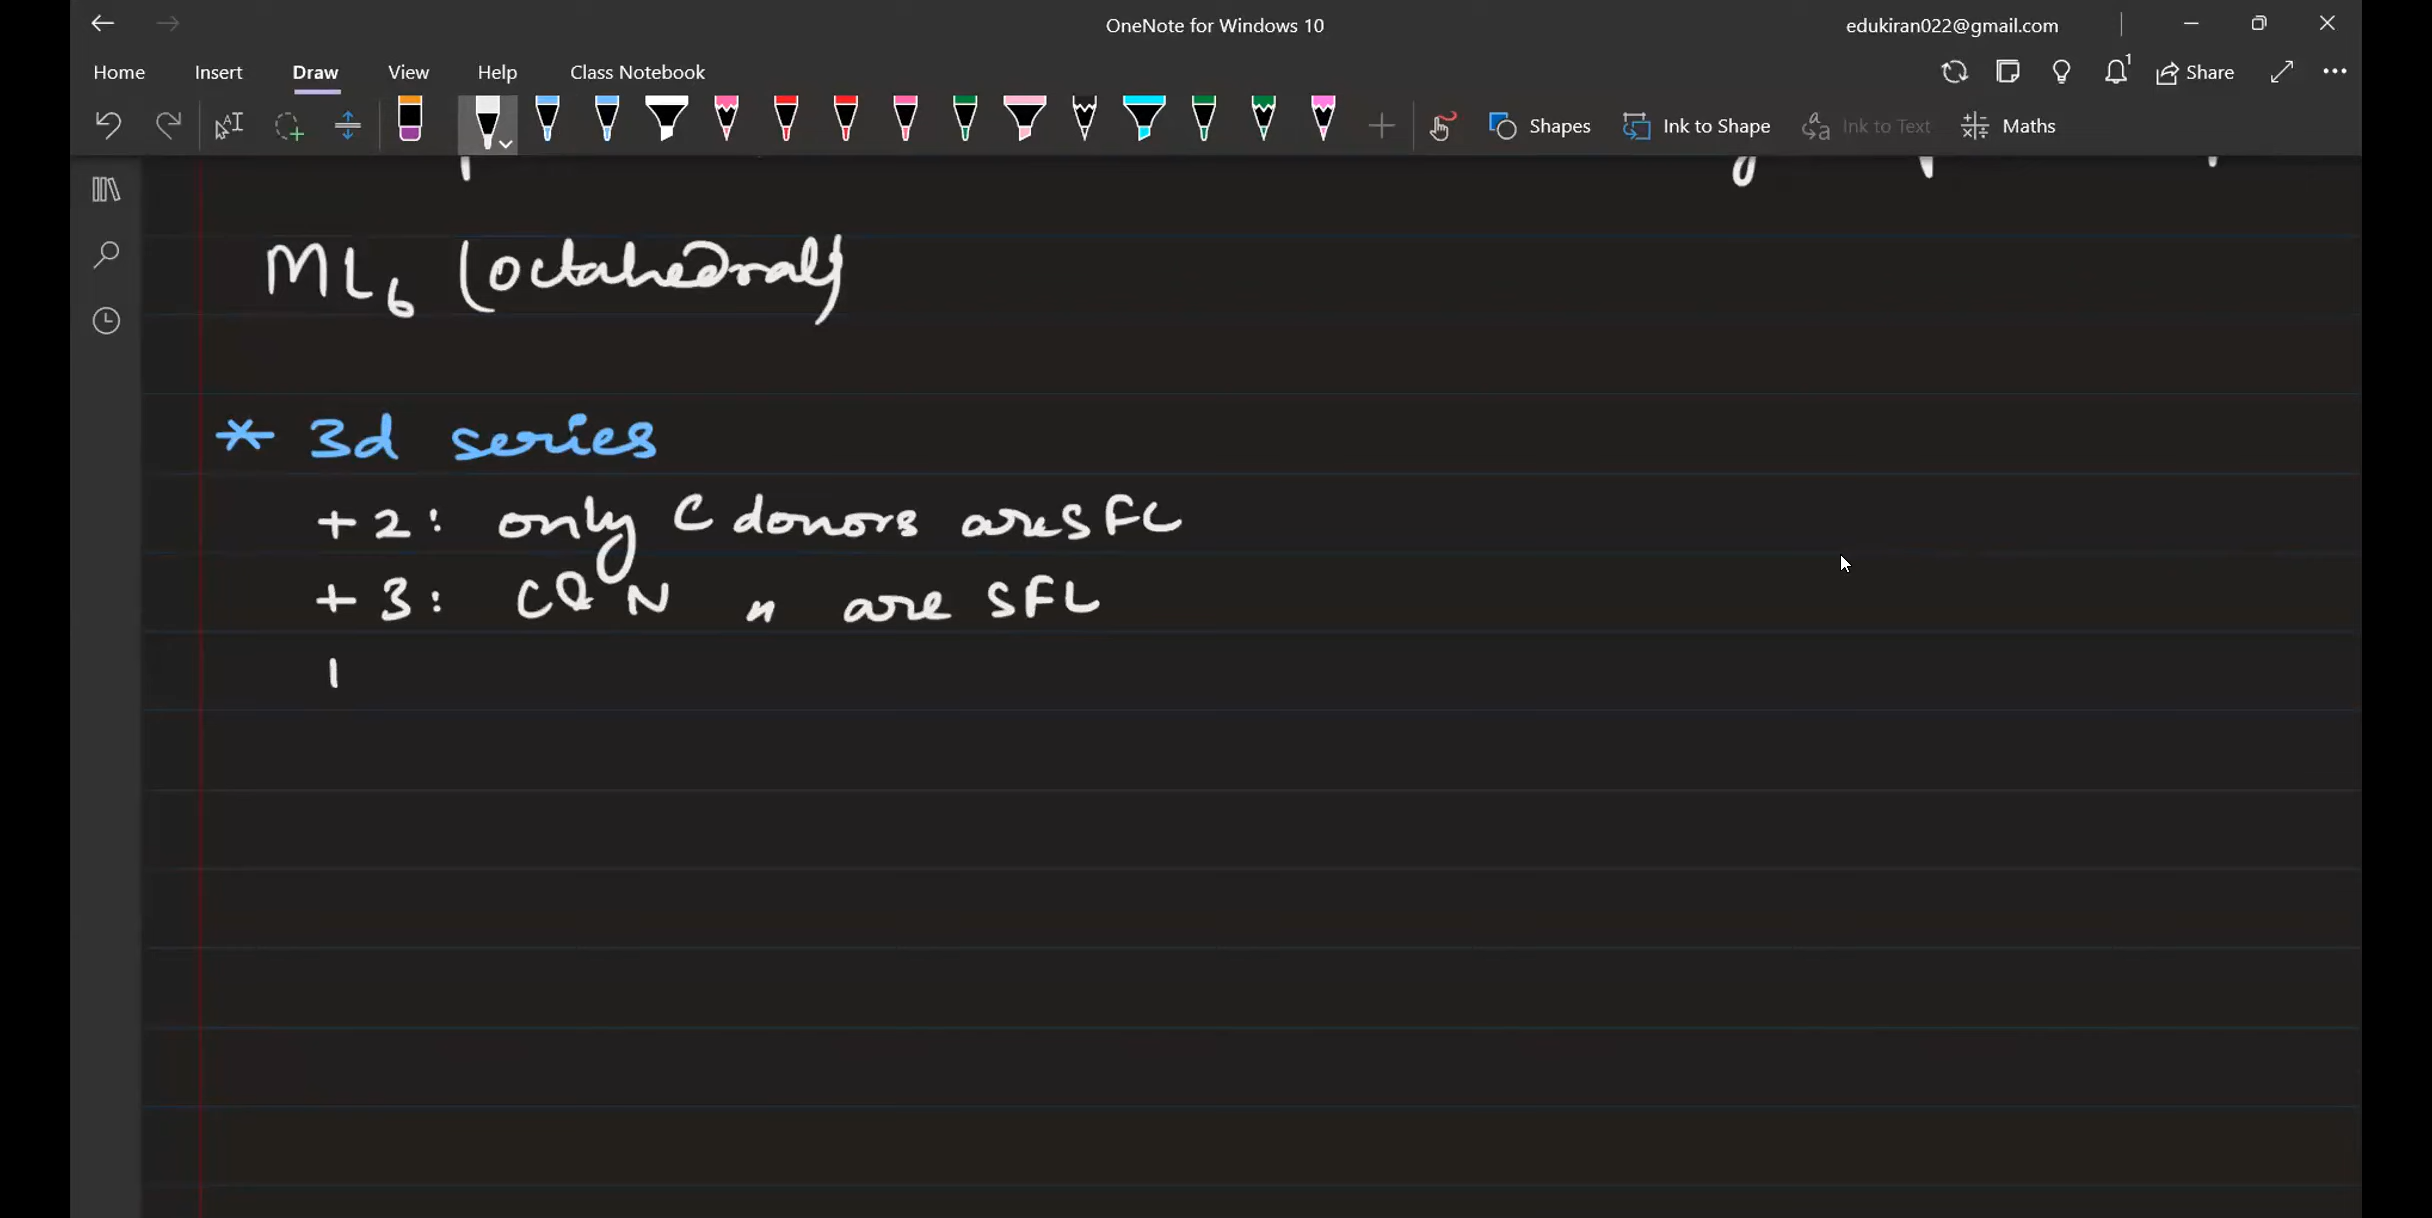 OneNote for Windows 10
edukiran022@gmail.com
Home Insert Draw View Help Class Notebook
1 Share
Shapes Ink to Shape Ink to Text Maths
ML6 (octahedral)
* 3d series
+2: only C donors are SFL
+3: C & N " are SFL